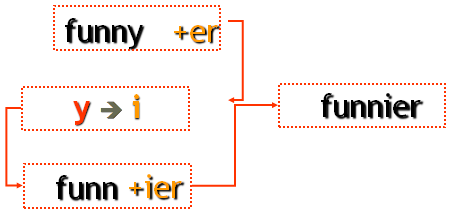 funny +er
y → i
funn +ier
funnier